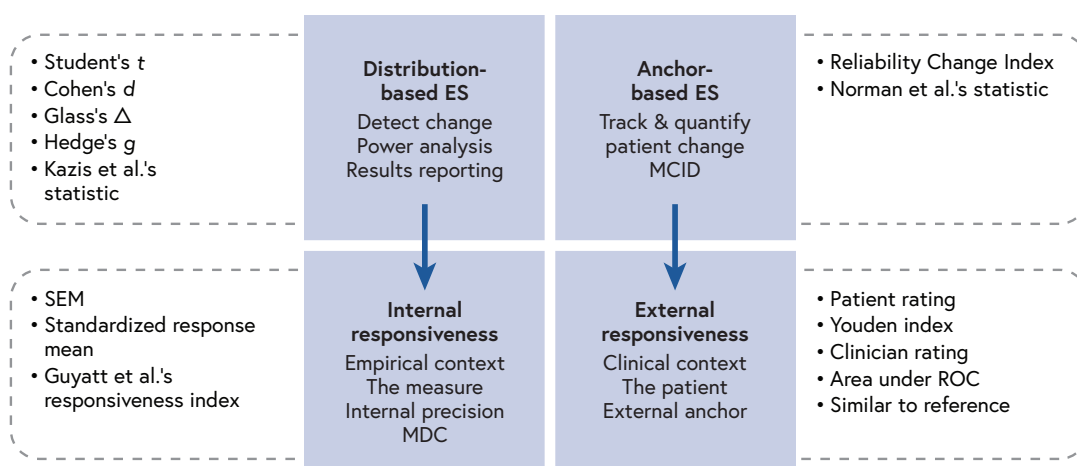 • Student's t
• Cohen's d
• Glass's △
• Hedge's g
• Kazis et al.'s
statistic
Distribution-
based ES
Detect change
Power analysis
Results reporting
Anchor-
based ES
Track & quantify
patient change
MCID
• Reliability Change Index
• Norman et al.'s statistic
• SEM
• Standardized response
mean
• Guyatt et al.'s
responsiveness index
Internal
responsiveness
Empirical context
The measure
Internal precision
MDC
External
responsiveness
Clinical context
The patient
External anchor
• Patient rating
• Youden index
• Clinician rating
• Area under ROC
• Similar to reference